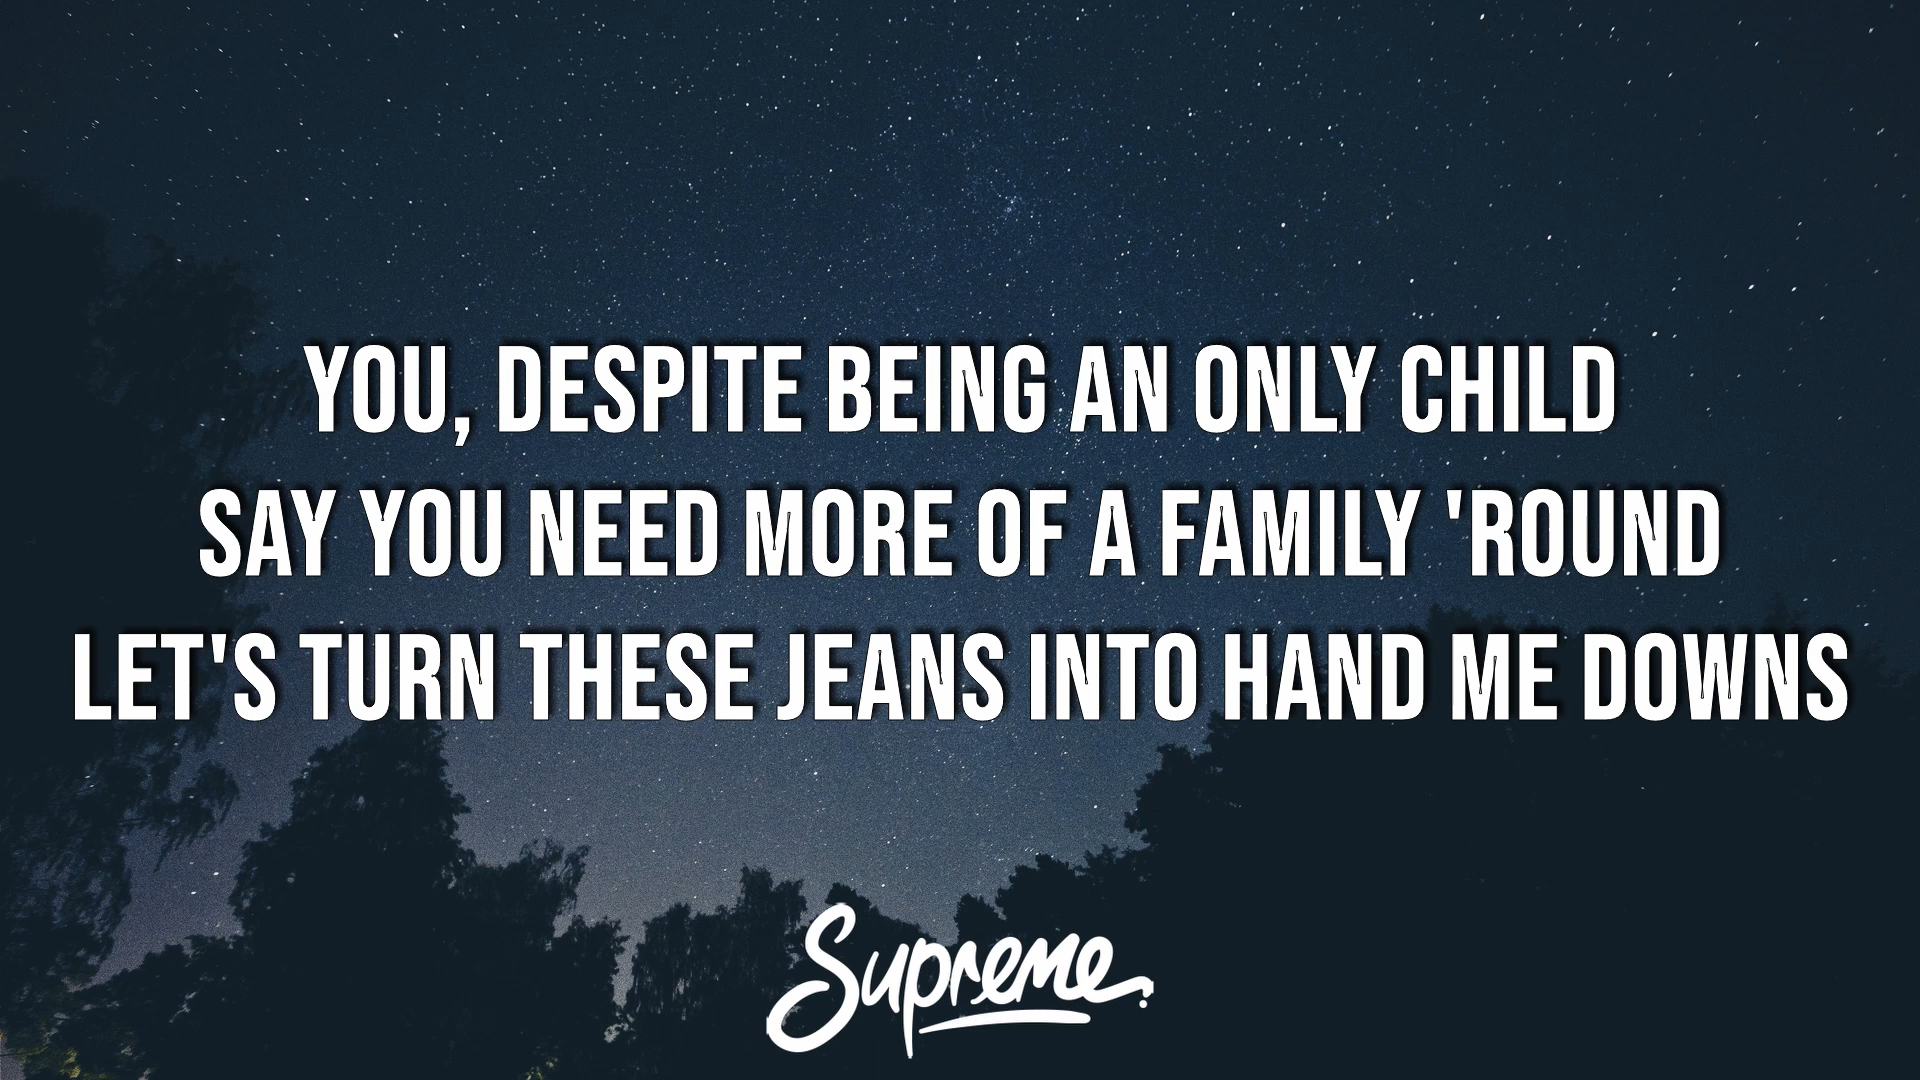 YOU, DESPITE BEING AN ONLY CHILD
SAY YOU NEED MORE OF A FAMILY 'ROUND
LET'S TURN THESE JEANS INTO HAND ME DOWNS
Supreme